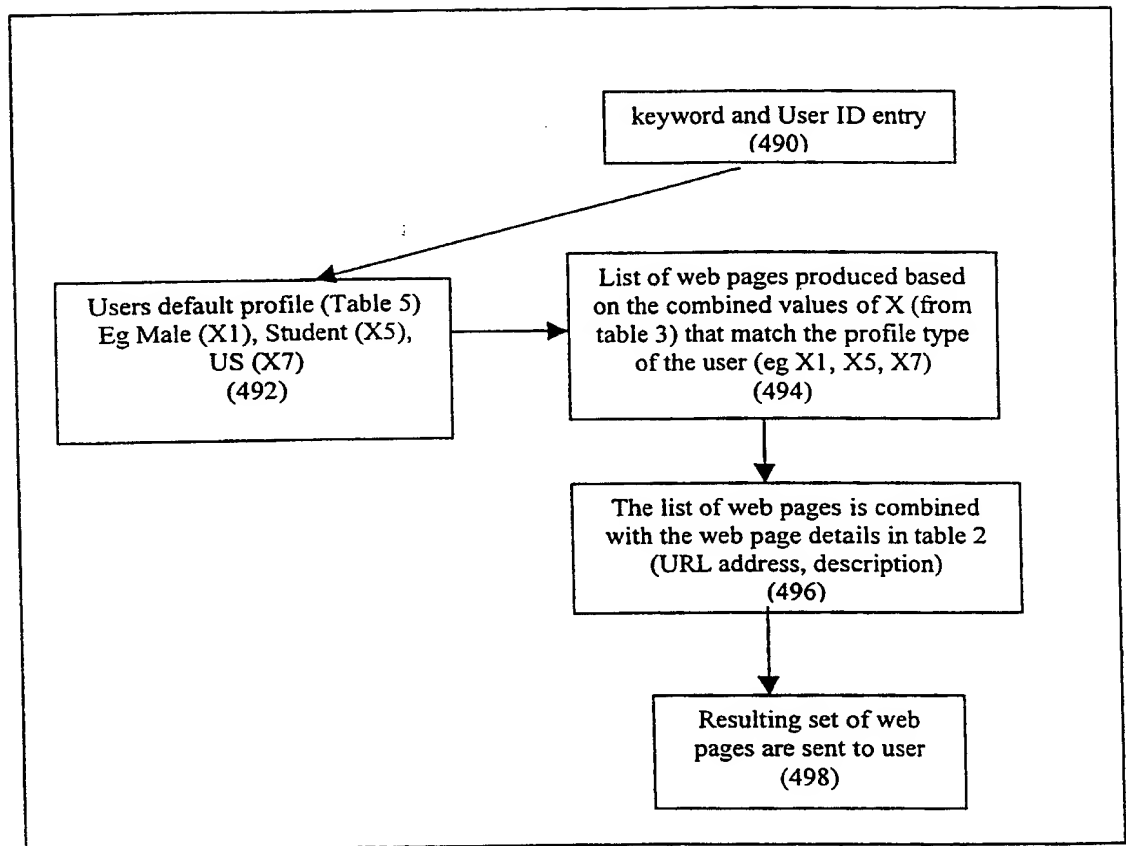 keyword and User ID entry
(490)
Users default profile (Table 5)
Eg Male (X1), Student (X5),
US (X7)
(492)
List of web pages produced based
on the combined values of X (from
table 3) that match the profile type
of the user (eg X1, X5, X7)
(494)
The list of web pages is combined
with the web page details in table 2
(URL address, description)
(496)
Resulting set of web
pages are sent to user
(498)